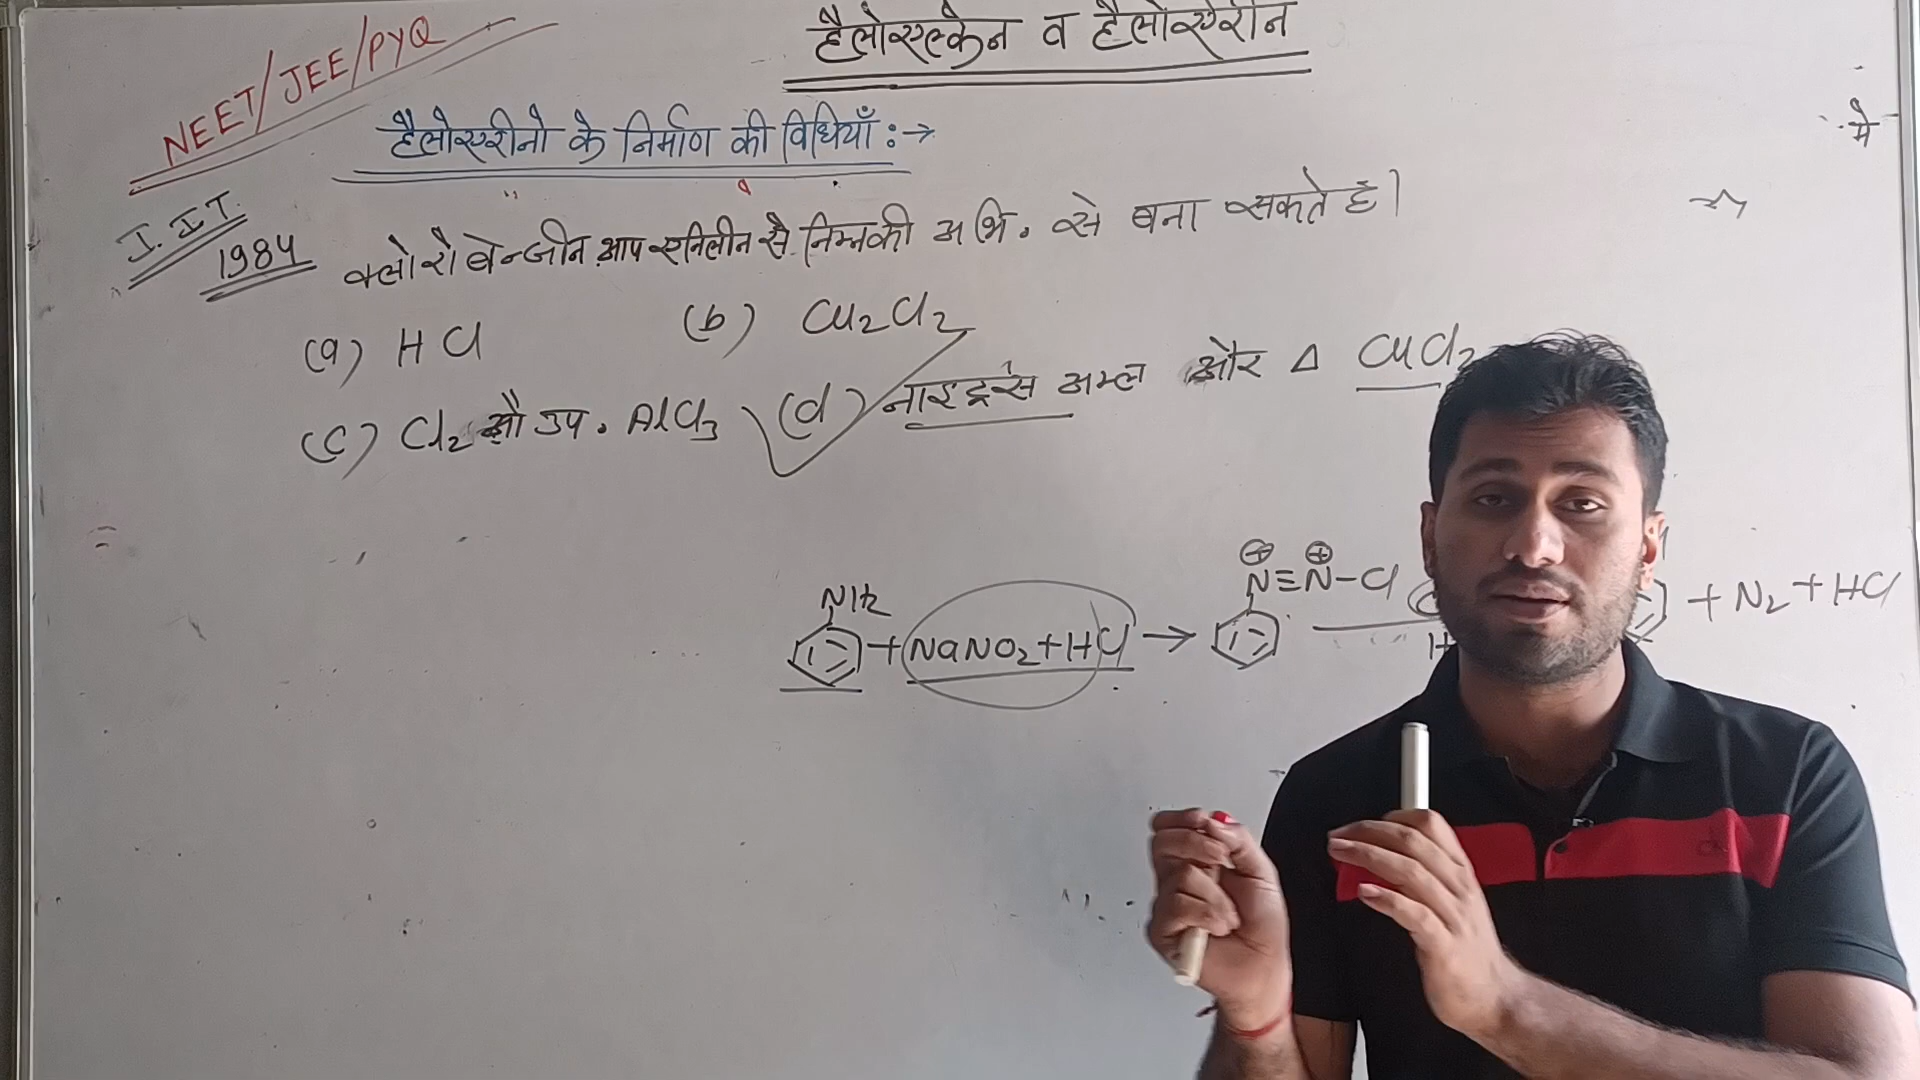 हैलोएल्केन व हैलोएरीन
NEET/JEE/PYQ
हैलोएरीनो के निर्माण की विधियाँ :→
मे
I.I.T.
1984
क्लोरो बेन्जीन आप एनिलीन से निम्नकी अभि. से बना सकते है।
(a) HCl (b) Cu2Cl2
(c) Cl2 औ उप. AlCl3 (d) नाइट्रस अम्ल और Δ CuCl2
NH2 + NaNO2+HCl → N≡N-Cl + N2 + HCl